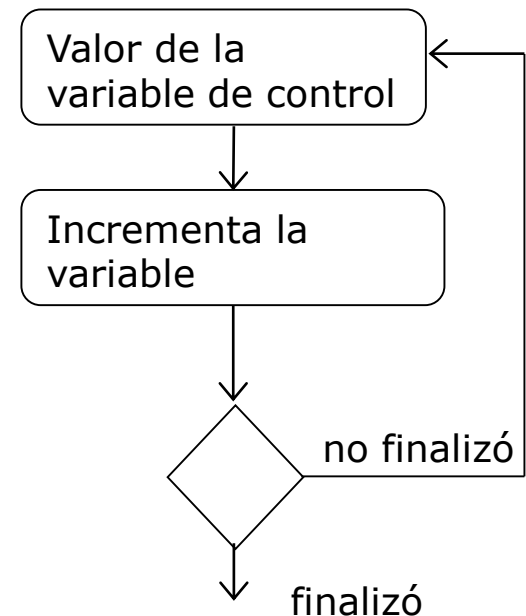 Valor de la
variable de control
Incrementa la
variable
no finalizó
finalizó